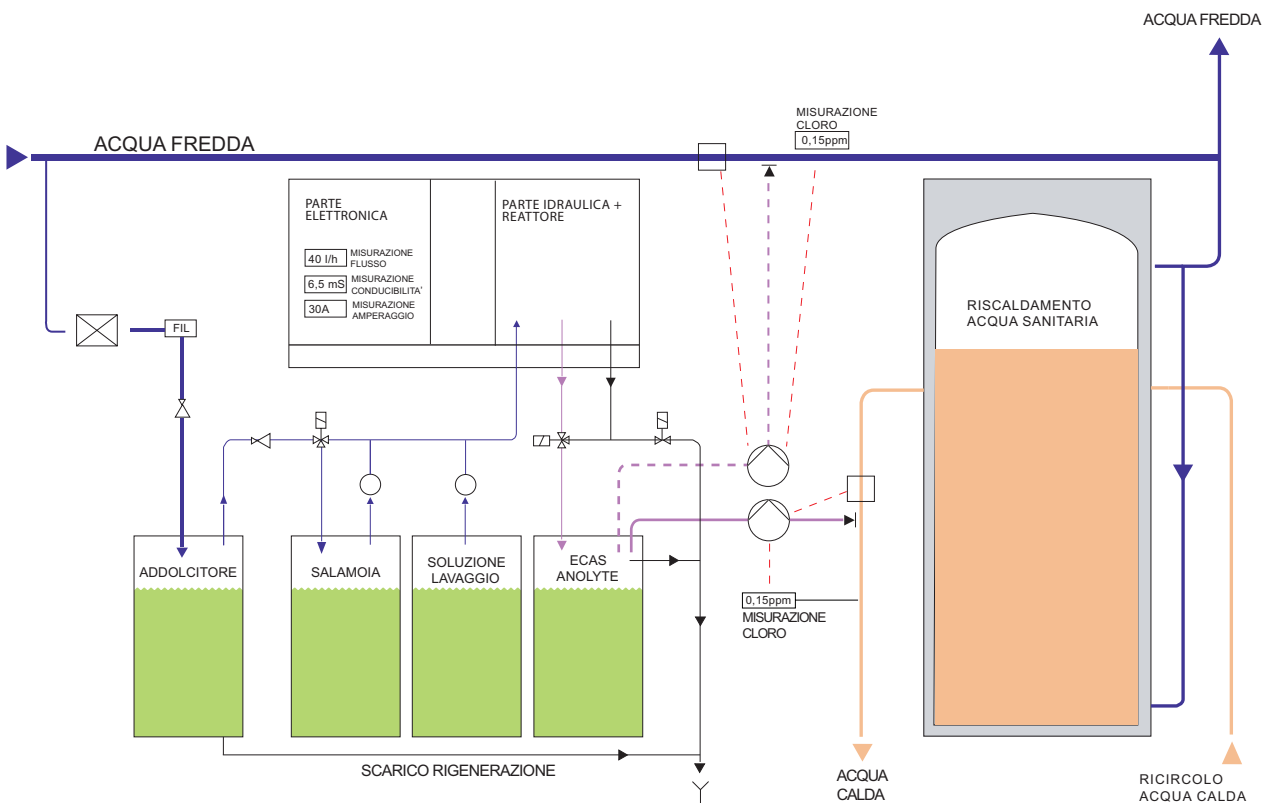 ACQUA FREDDA
ACQUA FREDDA
MISURAZIONE
CLORO
0,15ppm
PARTE
ELETTRONICA
PARTE IDRAULICA +
REATTORE
40 l/h
MISURAZIONE
FLUSSO
6,5 mS
MISURAZIONE
CONDUCIBILITA'
30A
MISURAZIONE
AMPERAGGIO
FIL
RISCALDAMENTO
ACQUA SANITARIA
ADDOLCITORE
SALAMOIA
SOLUZIONE
LAVAGGIO
ECAS
ANOLYTE
0,15ppm
MISURAZIONE
CLORO
SCARICO RIGENERAZIONE
ACQUA
CALDA
RICIRCOLO
ACQUA CALDA